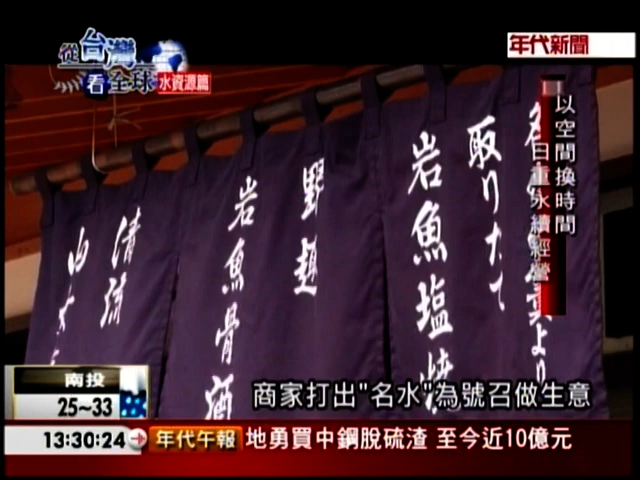 從台灣
看全球
水資源篇
年代新聞
以空間換時間
日重永續經營
取りたて
岩魚塩焼
野趣
岩魚骨酒
清流
商家打出"名水"為號召做生意
南投
25~33
13:30:24
年代午報
地勇買中鋼脫硫渣 至今近10億元